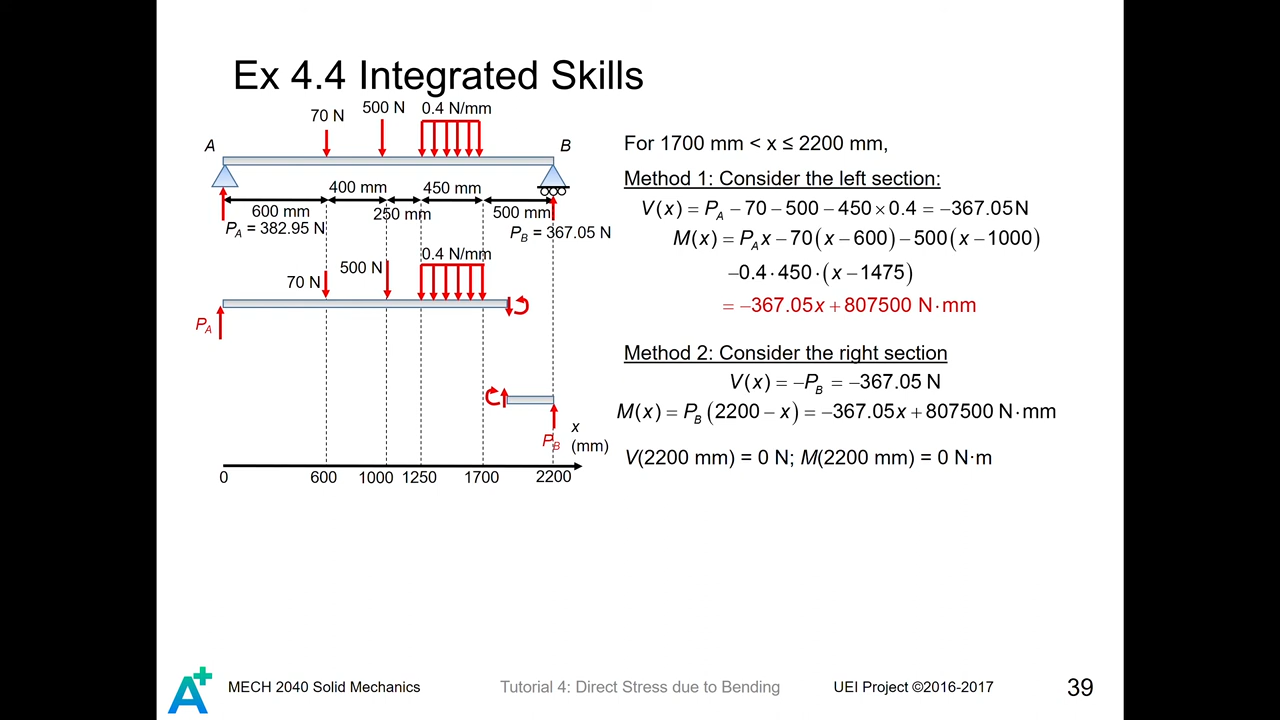 Ex 4.4 Integrated Skills
70 N
500 N
0.4 N/mm
A
B
400 mm
450 mm
600 mm
250 mm
500 mm
P_A = 382.95 N
P_B = 367.05 N
70 N
500 N
0.4 N/mm
P_A
P_B
x
(mm)
0
600
1000
1250
1700
2200
For 1700 mm < x ≤ 2200 mm,
Method 1: Consider the left section:
V(x) = P_A − 70 − 500 − 450 × 0.4 = −367.05 N
M(x) = P_A x − 70(x − 600) − 500(x − 1000)
−0.4 · 450 · (x − 1475)
= −367.05x + 807500 N·mm
Method 2: Consider the right section
V(x) = −P_B = −367.05 N
M(x) = P_B (2200 − x) = −367.05x + 807500 N·mm
V(2200 mm) = 0 N; M(2200 mm) = 0 N·m
A+
MECH 2040 Solid Mechanics
Tutorial 4: Direct Stress due to Bending
UEI Project ©2016-2017
39